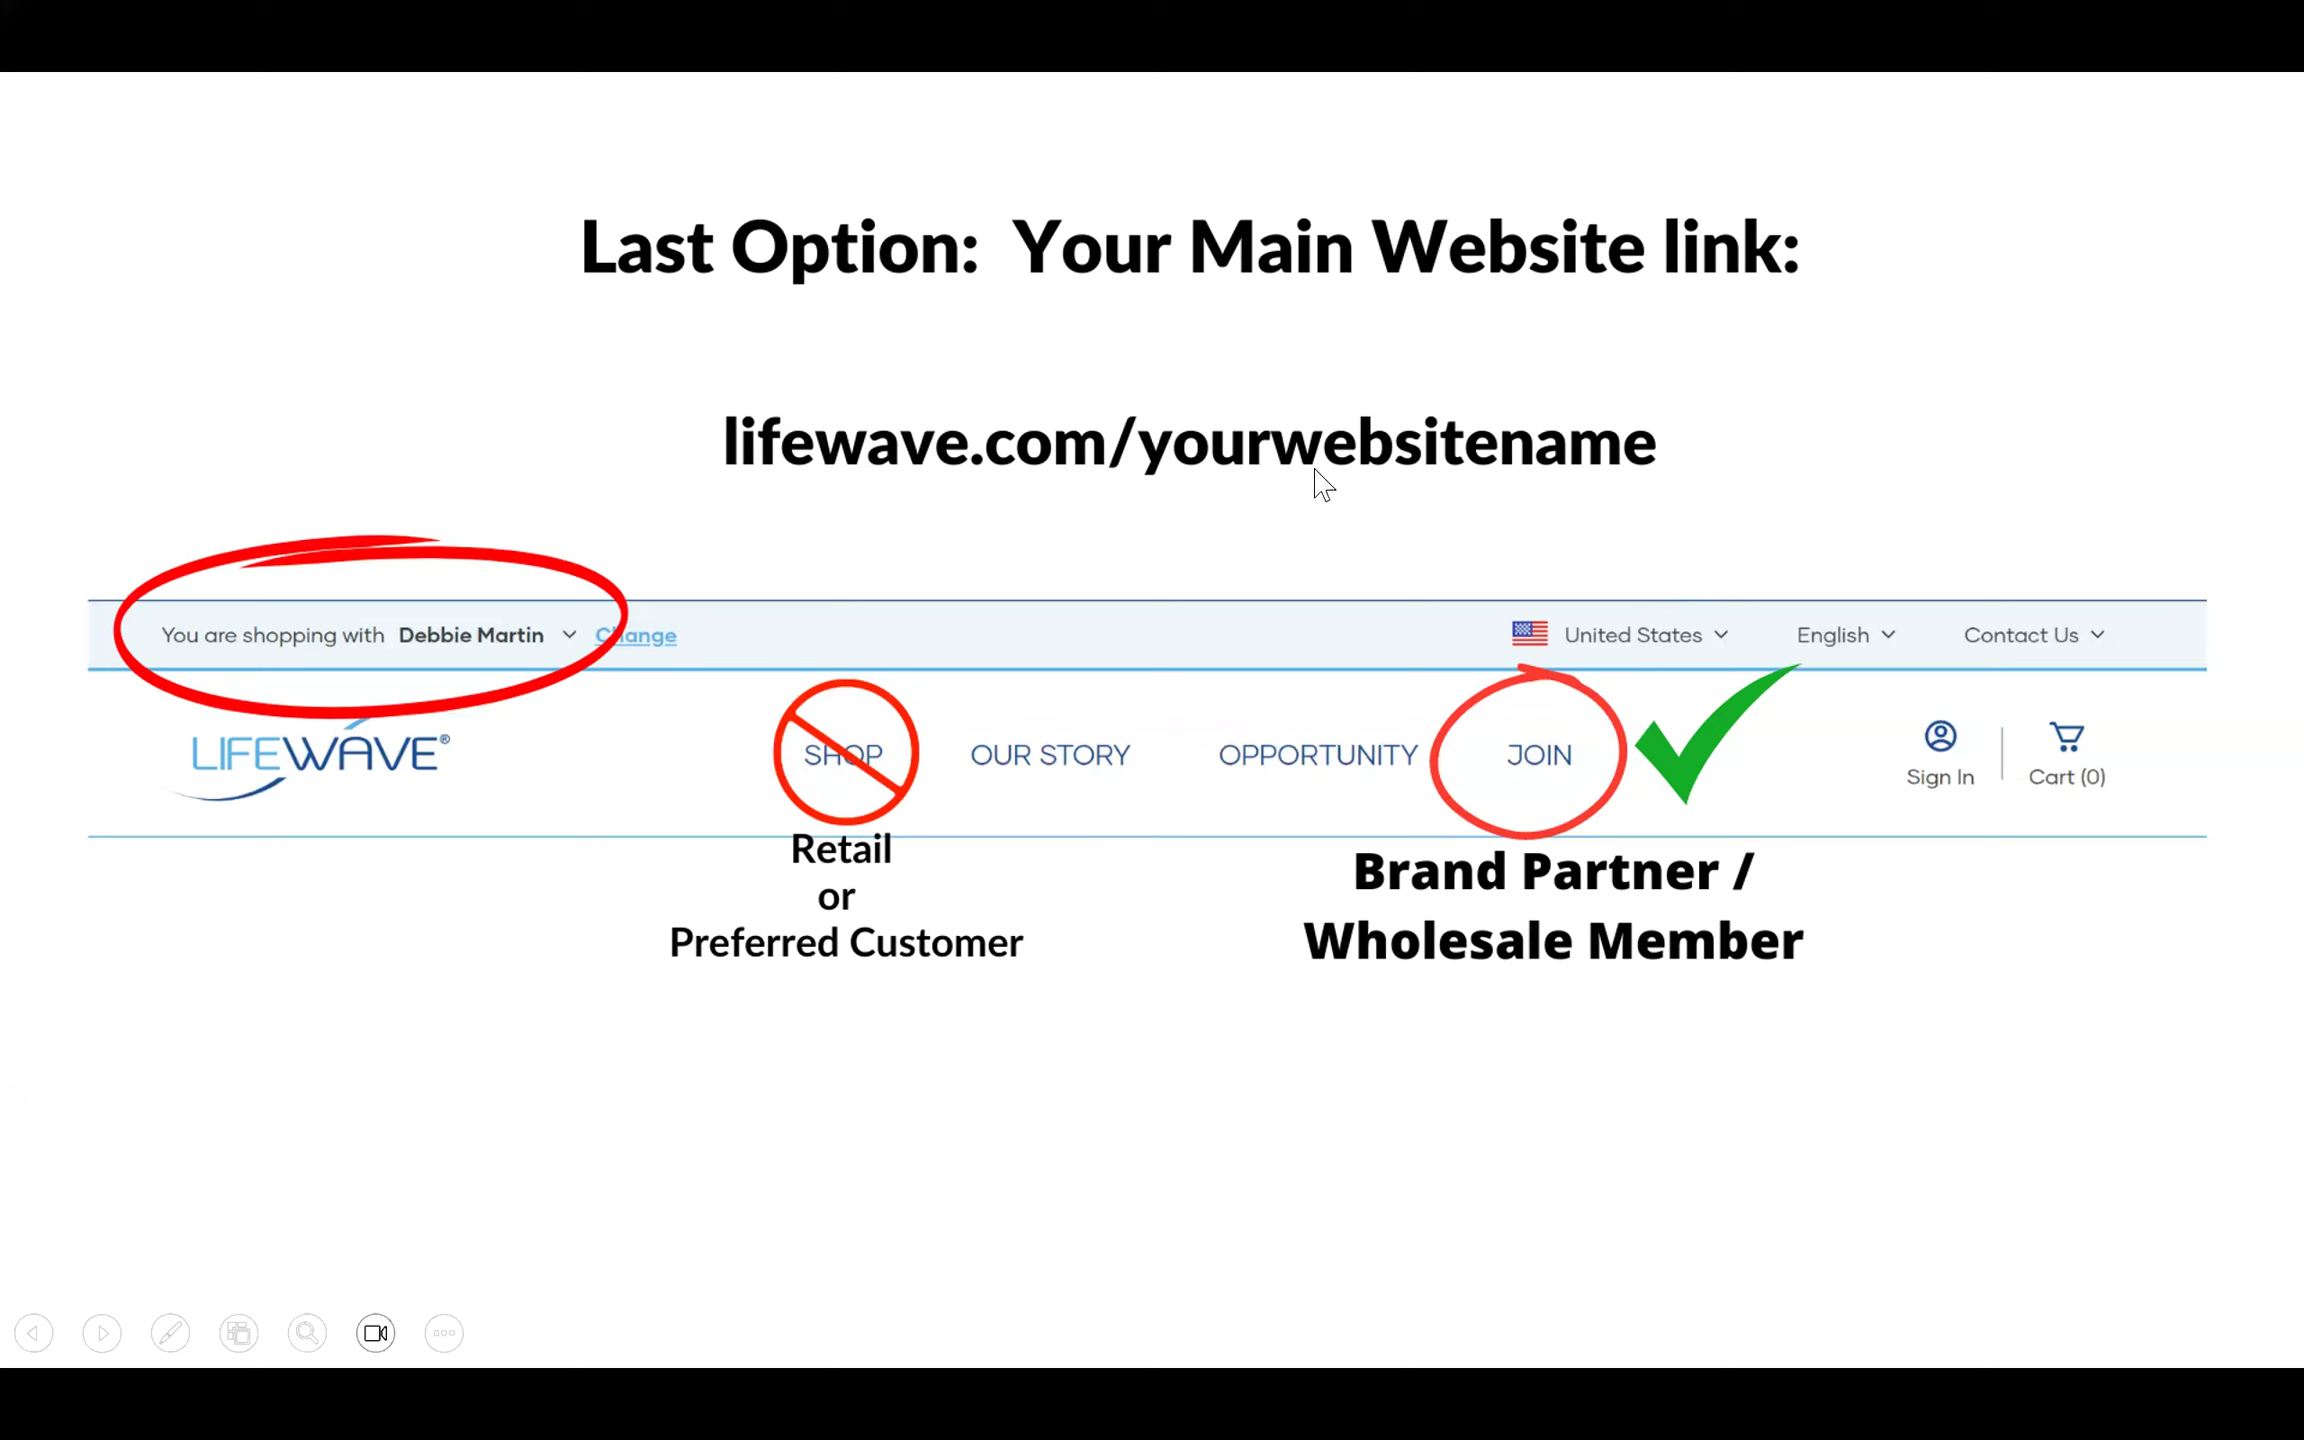 Last Option: Your Main Website link:
lifewave.com/yourwebsitename
You are shopping with Debbie Martin Change
United States English Contact Us
LIFEWAVE®
SHOP OUR STORY OPPORTUNITY JOIN
Sign In Cart (0)
Retail
or
Preferred Customer
Brand Partner /
Wholesale Member